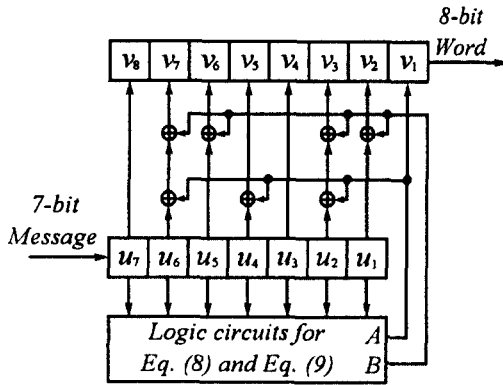 8-bit
Word
v₈ v₇ v₆ v₅ v₄ v₃ v₂ v₁
7-bit
Message
u₇ u₆ u₅ u₄ u₃ u₂ u₁
Logic circuits for A
Eq. (8) and Eq. (9) B